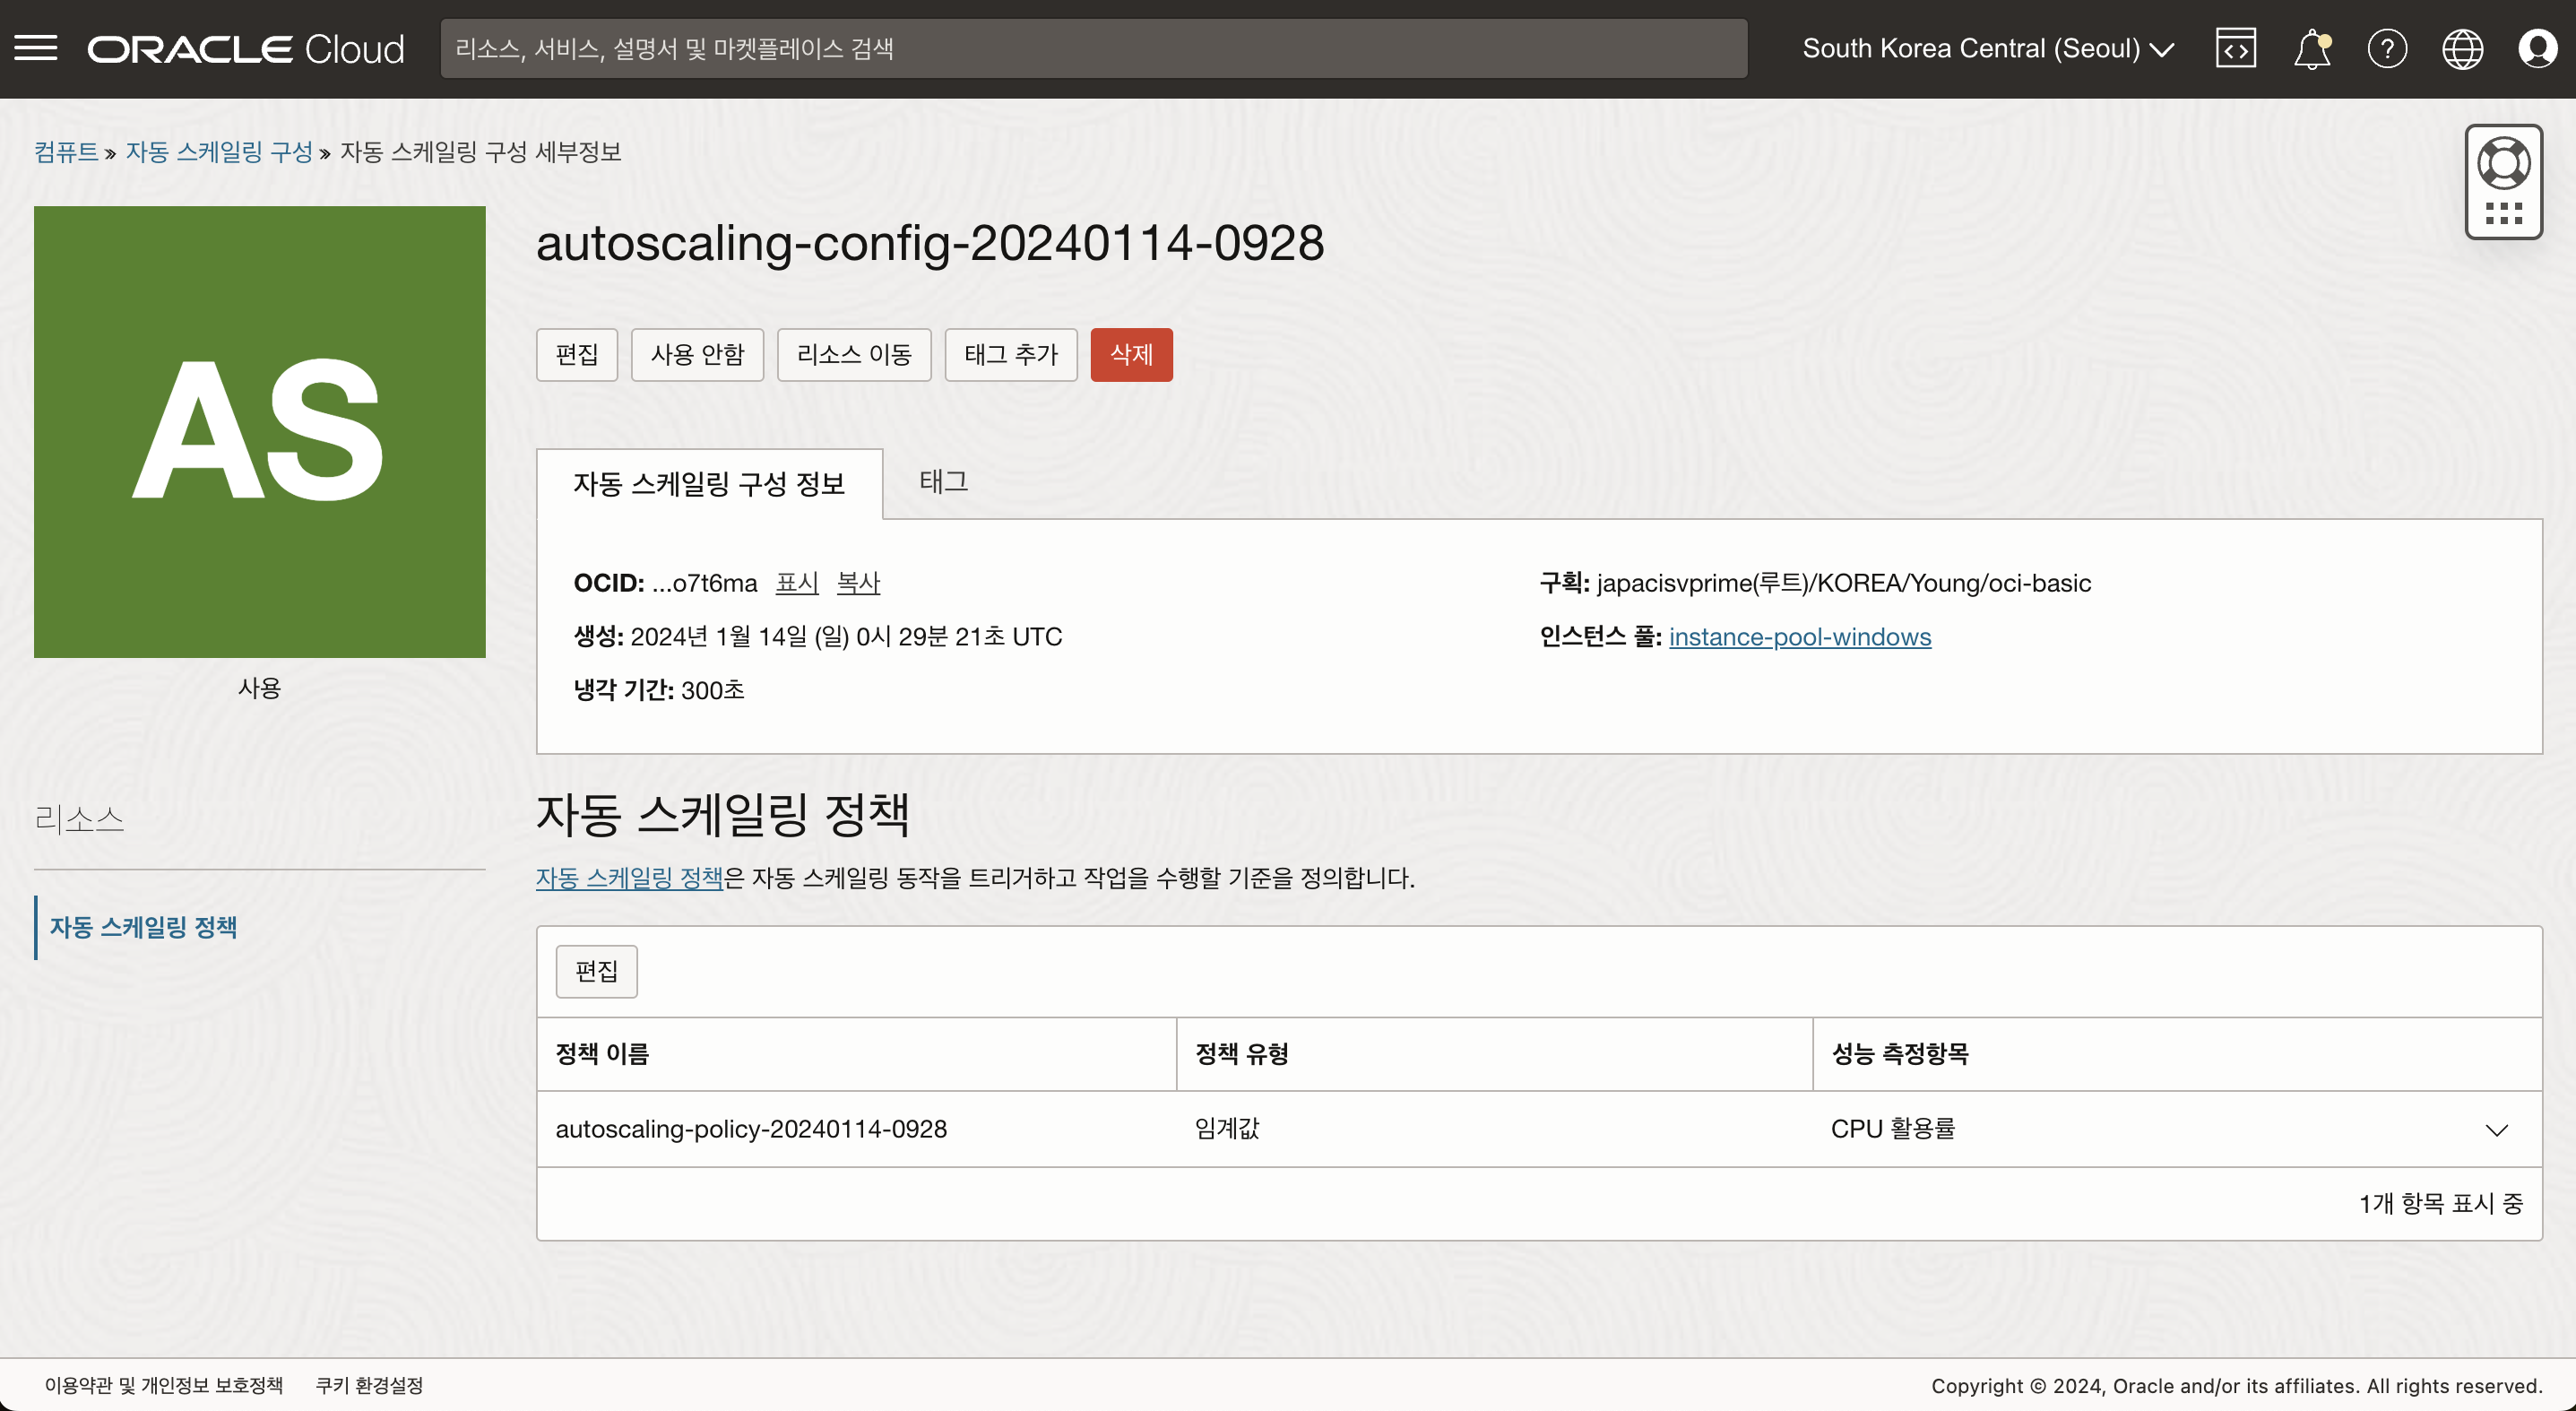 ORACLE Cloud
리소스, 서비스, 설명서 및 마켓플레이스 검색
South Korea Central (Seoul)
컴퓨트 » 자동 스케일링 구성 » 자동 스케일링 구성 세부정보
AS
사용
autoscaling-config-20240114-0928
편집 사용 안함 리소스 이동 태그 추가 삭제
자동 스케일링 구성 정보 태그
OCID: ...o7t6ma 표시 복사
생성: 2024년 1월 14일 (일) 0시 29분 21초 UTC
냉각 기간: 300초
구획: japacisvprime(루트)/KOREA/Young/oci-basic
인스턴스 풀: instance-pool-windows
리소스
자동 스케일링 정책
자동 스케일링 정책
자동 스케일링 정책은 자동 스케일링 동작을 트리거하고 작업을 수행할 기준을 정의합니다.
편집
정책 이름 정책 유형 성능 측정항목
autoscaling-policy-20240114-0928 임계값 CPU 활용률
1개 항목 표시 중
이용약관 및 개인정보 보호정책 쿠키 환경설정
Copyright © 2024, Oracle and/or its affiliates. All rights reserved.